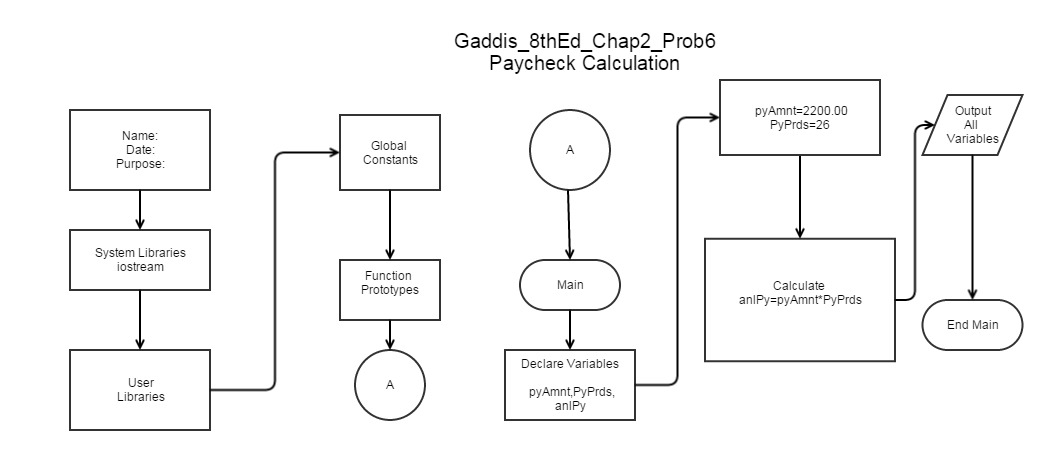 Gaddis_8thEd_Chap2_Prob6
Paycheck Calculation
Name:
Date:
Purpose:
System Libraries
iostream
User
Libraries
Global
Constants
Function
Prototypes
A
A
Main
Declare Variables
pyAmnt,PyPrds,
anlPy
pyAmnt=2200.00
PyPrds=26
Calculate
anlPy=pyAmnt*PyPrds
Output
All
Variables
End Main